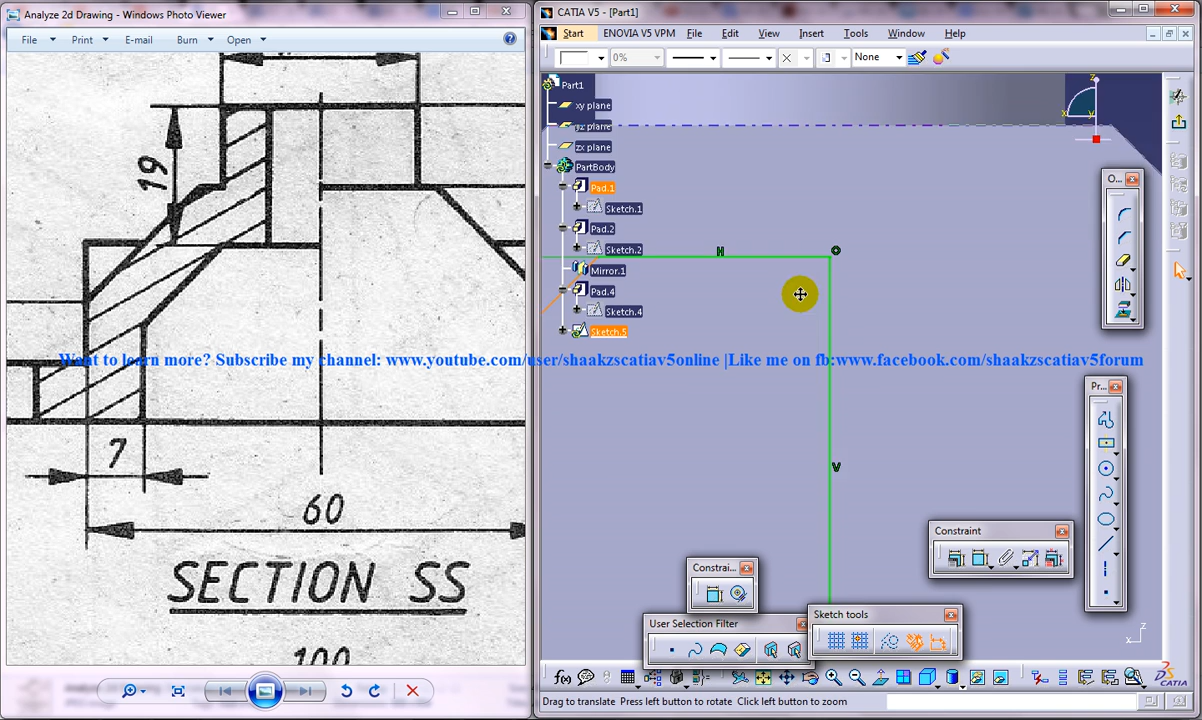 Analyze 2d Drawing - Windows Photo Viewer
File Print E-mail Burn Open
19
7
60
SECTION SS
100
CATIA V5 - [Part1]
Start ENOVIA V5 VPM File Edit View Insert Tools Window Help
0% None
Part1
xy plane
yz plane
zx plane
PartBody
Pad.1
Sketch.1
Pad.2
Sketch.2
Mirror.1
Pad.4
Sketch.4
Sketch.5
H
V
z
x
y
O...
Pr...
Want to learn more? Subscribe my channel: www.youtube.com/user/shaakzscatiav5online |Like me on fb:www.facebook.com/shaakzscatiav5forum
Constraint
Constrai...
Sketch tools
User Selection Filter
z
f(x)
CATIA
Drag to translate Press left button to rotate Click left button to zoom